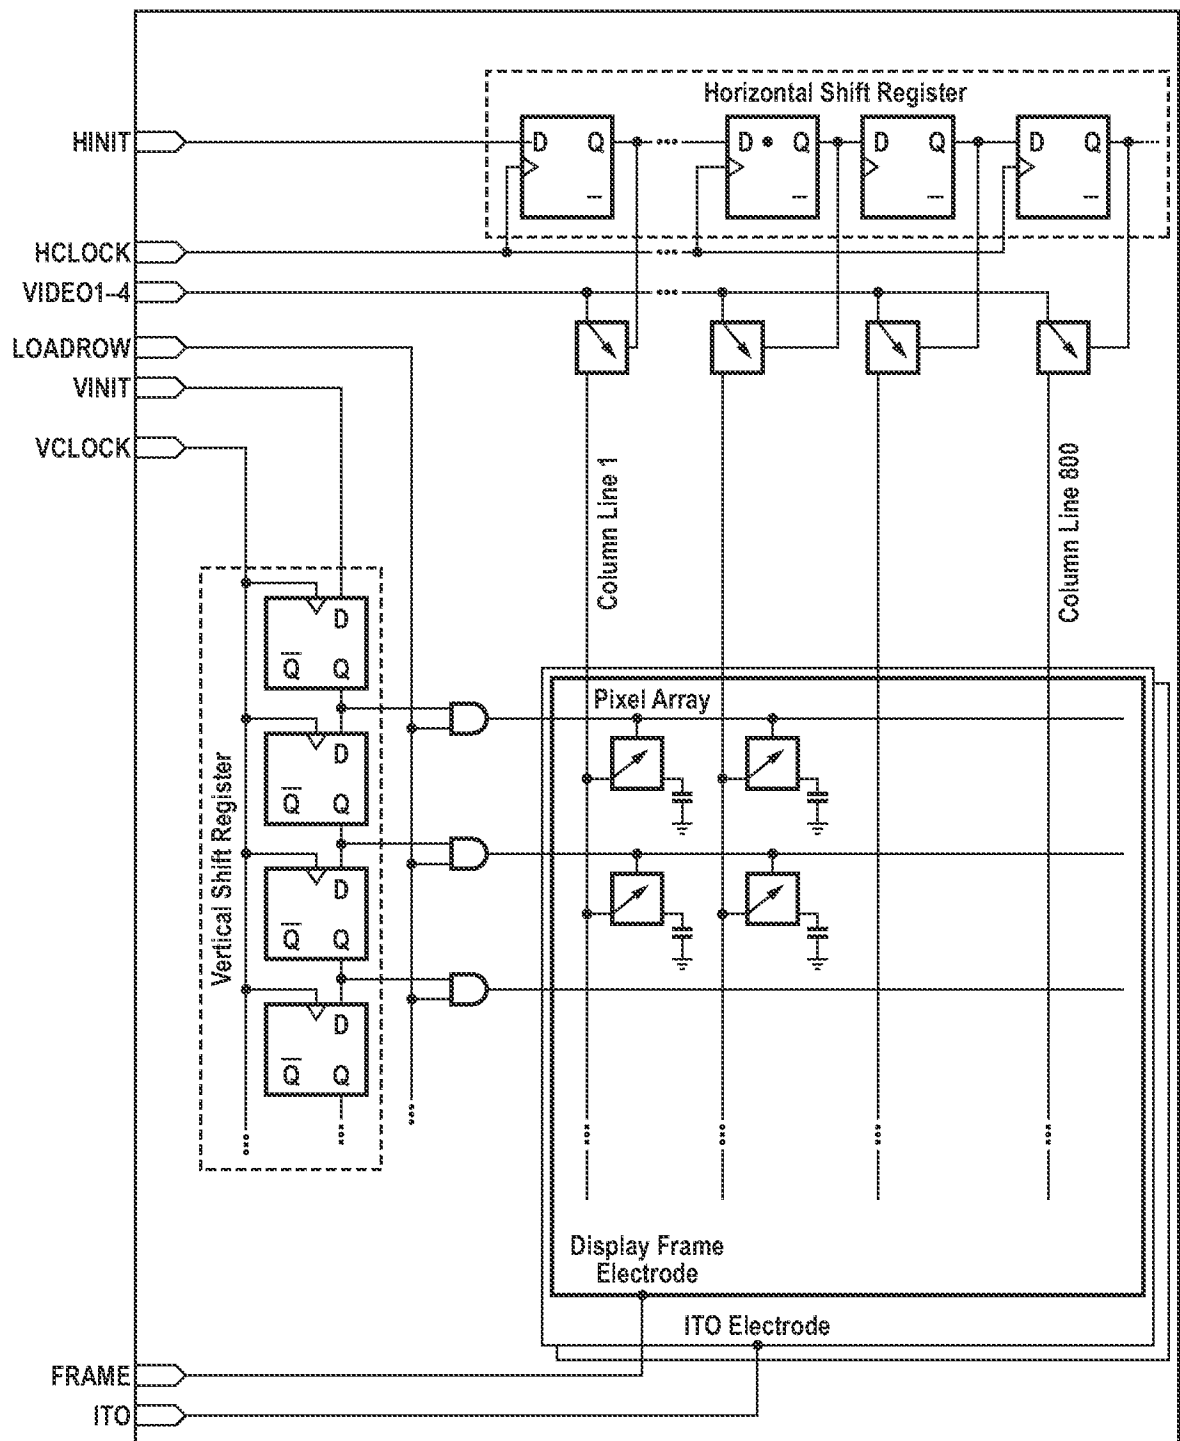 Horizontal Shift Register
HINIT
D Q
D Q
D Q
D Q
HCLOCK
VIDEO1–4
LOADROW
VINIT
VCLOCK
Column Line 1
Column Line 800
Vertical Shift Register
D
Q Q
D
Q Q
D
Q Q
D
Q Q
Pixel Array
Display Frame
Electrode
ITO Electrode
FRAME
ITO